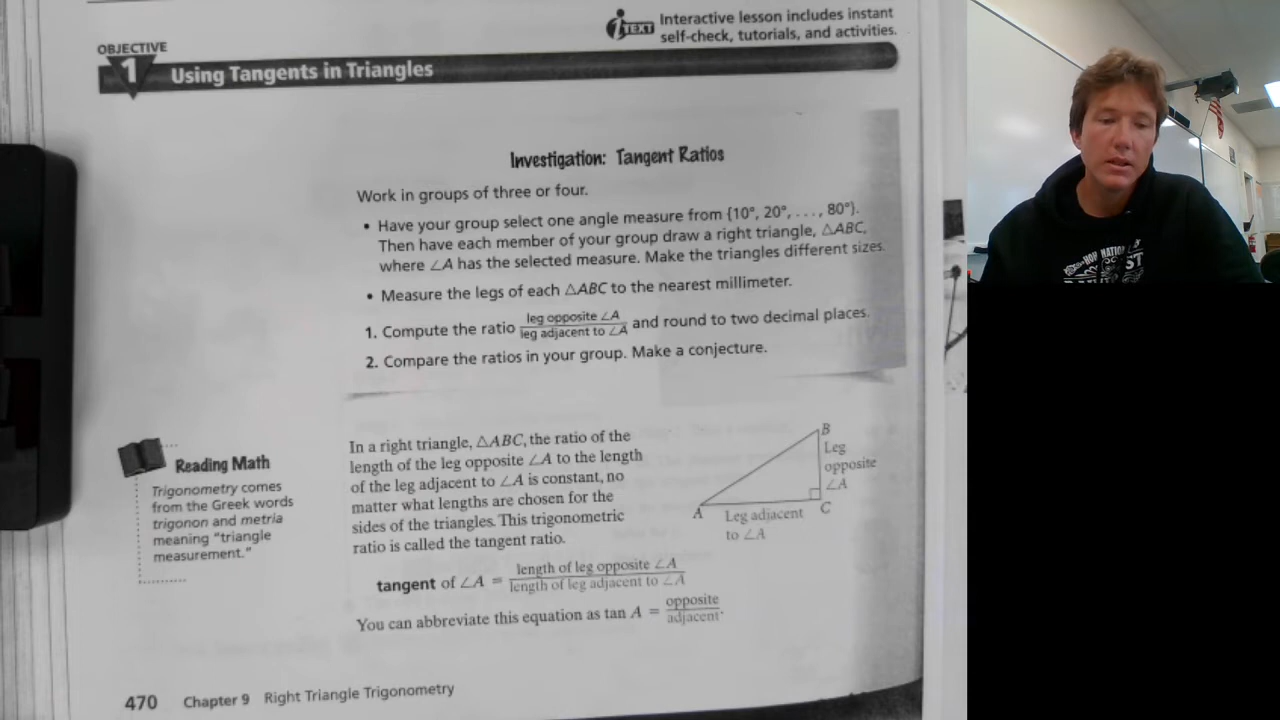 iTEXT Interactive lesson includes instant
self-check, tutorials, and activities.
OBJECTIVE
1 Using Tangents in Triangles
Investigation: Tangent Ratios
Work in groups of three or four.
• Have your group select one angle measure from {10°, 20°, . . . , 80°}.
Then have each member of your group draw a right triangle, △ABC,
where ∠A has the selected measure. Make the triangles different sizes.
• Measure the legs of each △ABC to the nearest millimeter.
1. Compute the ratio leg opposite ∠A / leg adjacent to ∠A and round to two decimal places.
2. Compare the ratios in your group. Make a conjecture.
Reading Math
Trigonometry comes
from the Greek words
trigonon and metria
meaning "triangle
measurement."
In a right triangle, △ABC, the ratio of the
length of the leg opposite ∠A to the length
of the leg adjacent to ∠A is constant, no
matter what lengths are chosen for the
sides of the triangles. This trigonometric
ratio is called the tangent ratio.
B
Leg
opposite
∠A
A
C
Leg adjacent
to ∠A
tangent of ∠A = length of leg opposite ∠A / length of leg adjacent to ∠A
You can abbreviate this equation as tan A = opposite / adjacent.
470 Chapter 9 Right Triangle Trigonometry